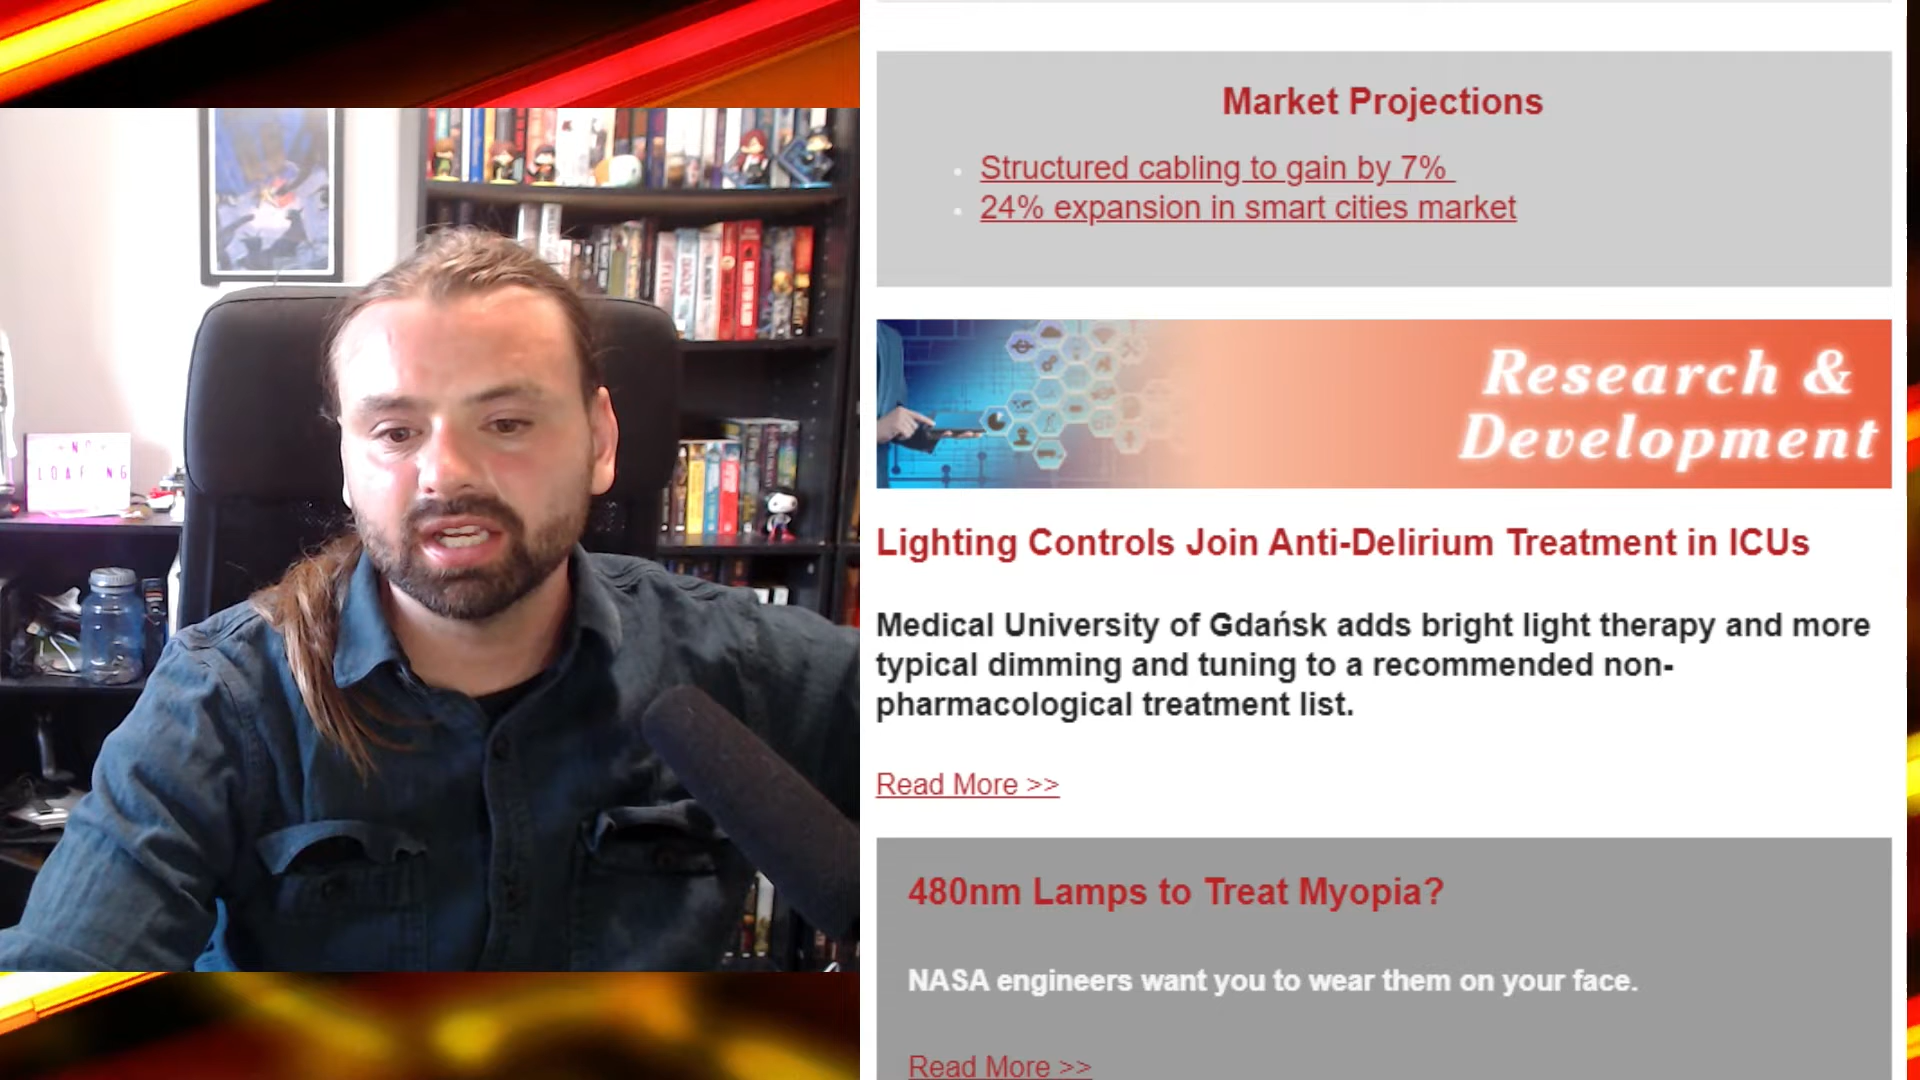 Market Projections
Structured cabling to gain by 7%
24% expansion in smart cities market
Research &
Development
Lighting Controls Join Anti-Delirium Treatment in ICUs
Medical University of Gdańsk adds bright light therapy and more
typical dimming and tuning to a recommended non-
pharmacological treatment list.
Read More >>
480nm Lamps to Treat Myopia?
NASA engineers want you to wear them on your face.
Read More >>